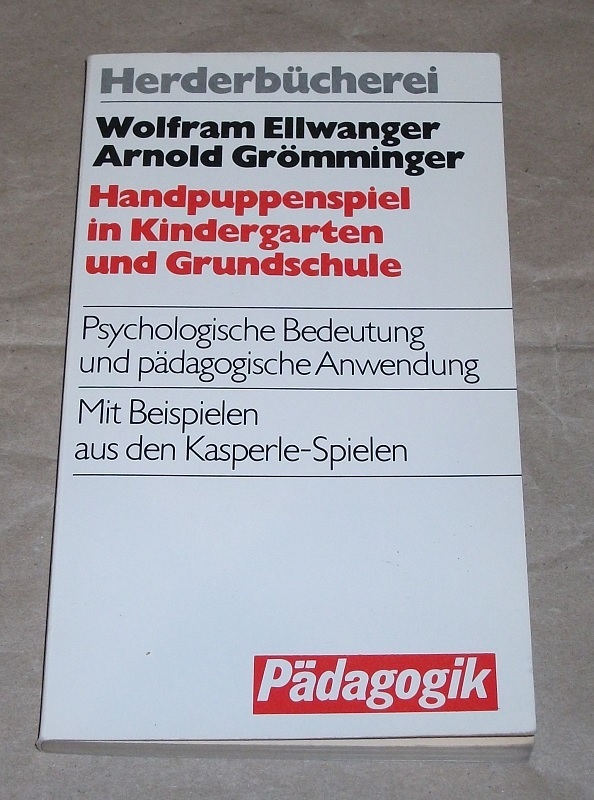 Herderbücherei
Wolfram Ellwanger
Arnold Grömminger
Handpuppenspiel
in Kindergarten
und Grundschule
Psychologische Bedeutung
und pädagogische Anwendung
Mit Beispielen
aus den Kasperle-Spielen
Pädagogik